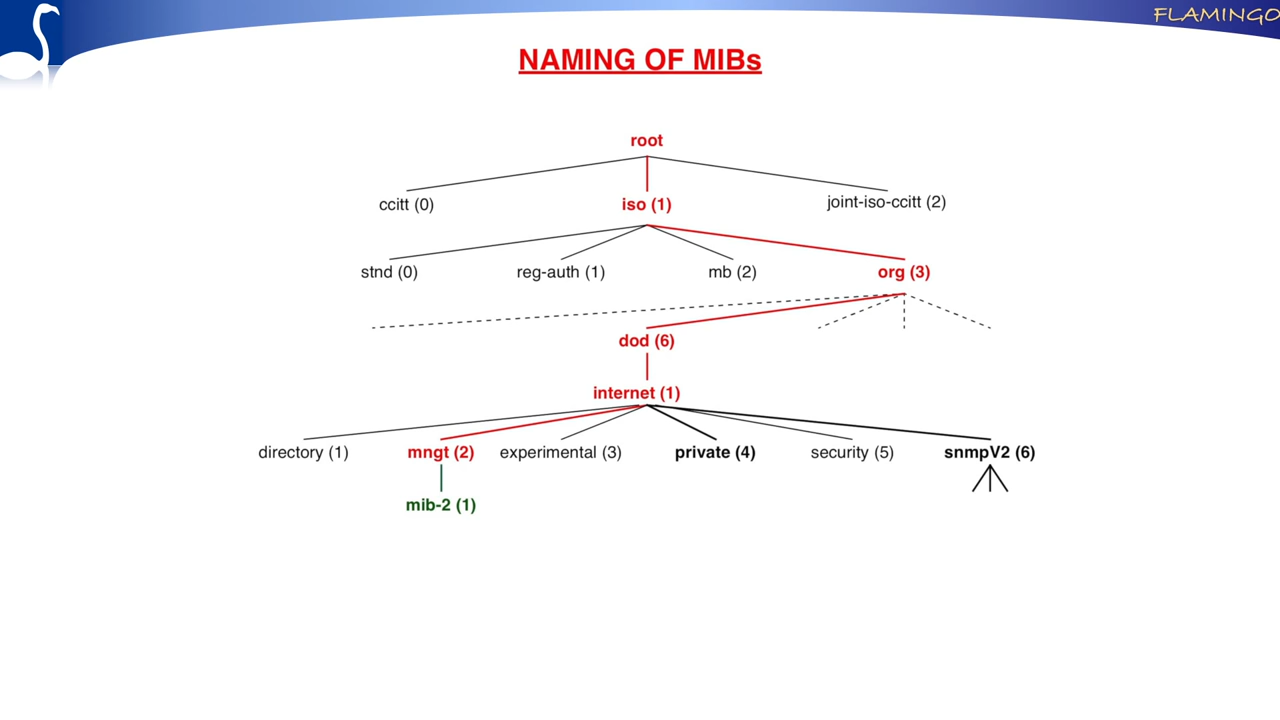 FLAMINGO
NAMING OF MIBs
root
ccitt (0) iso (1) joint-iso-ccitt (2)
stnd (0) reg-auth (1) mb (2) org (3)
dod (6)
internet (1)
directory (1) mngt (2) experimental (3) private (4) security (5) snmpV2 (6)
mib-2 (1)